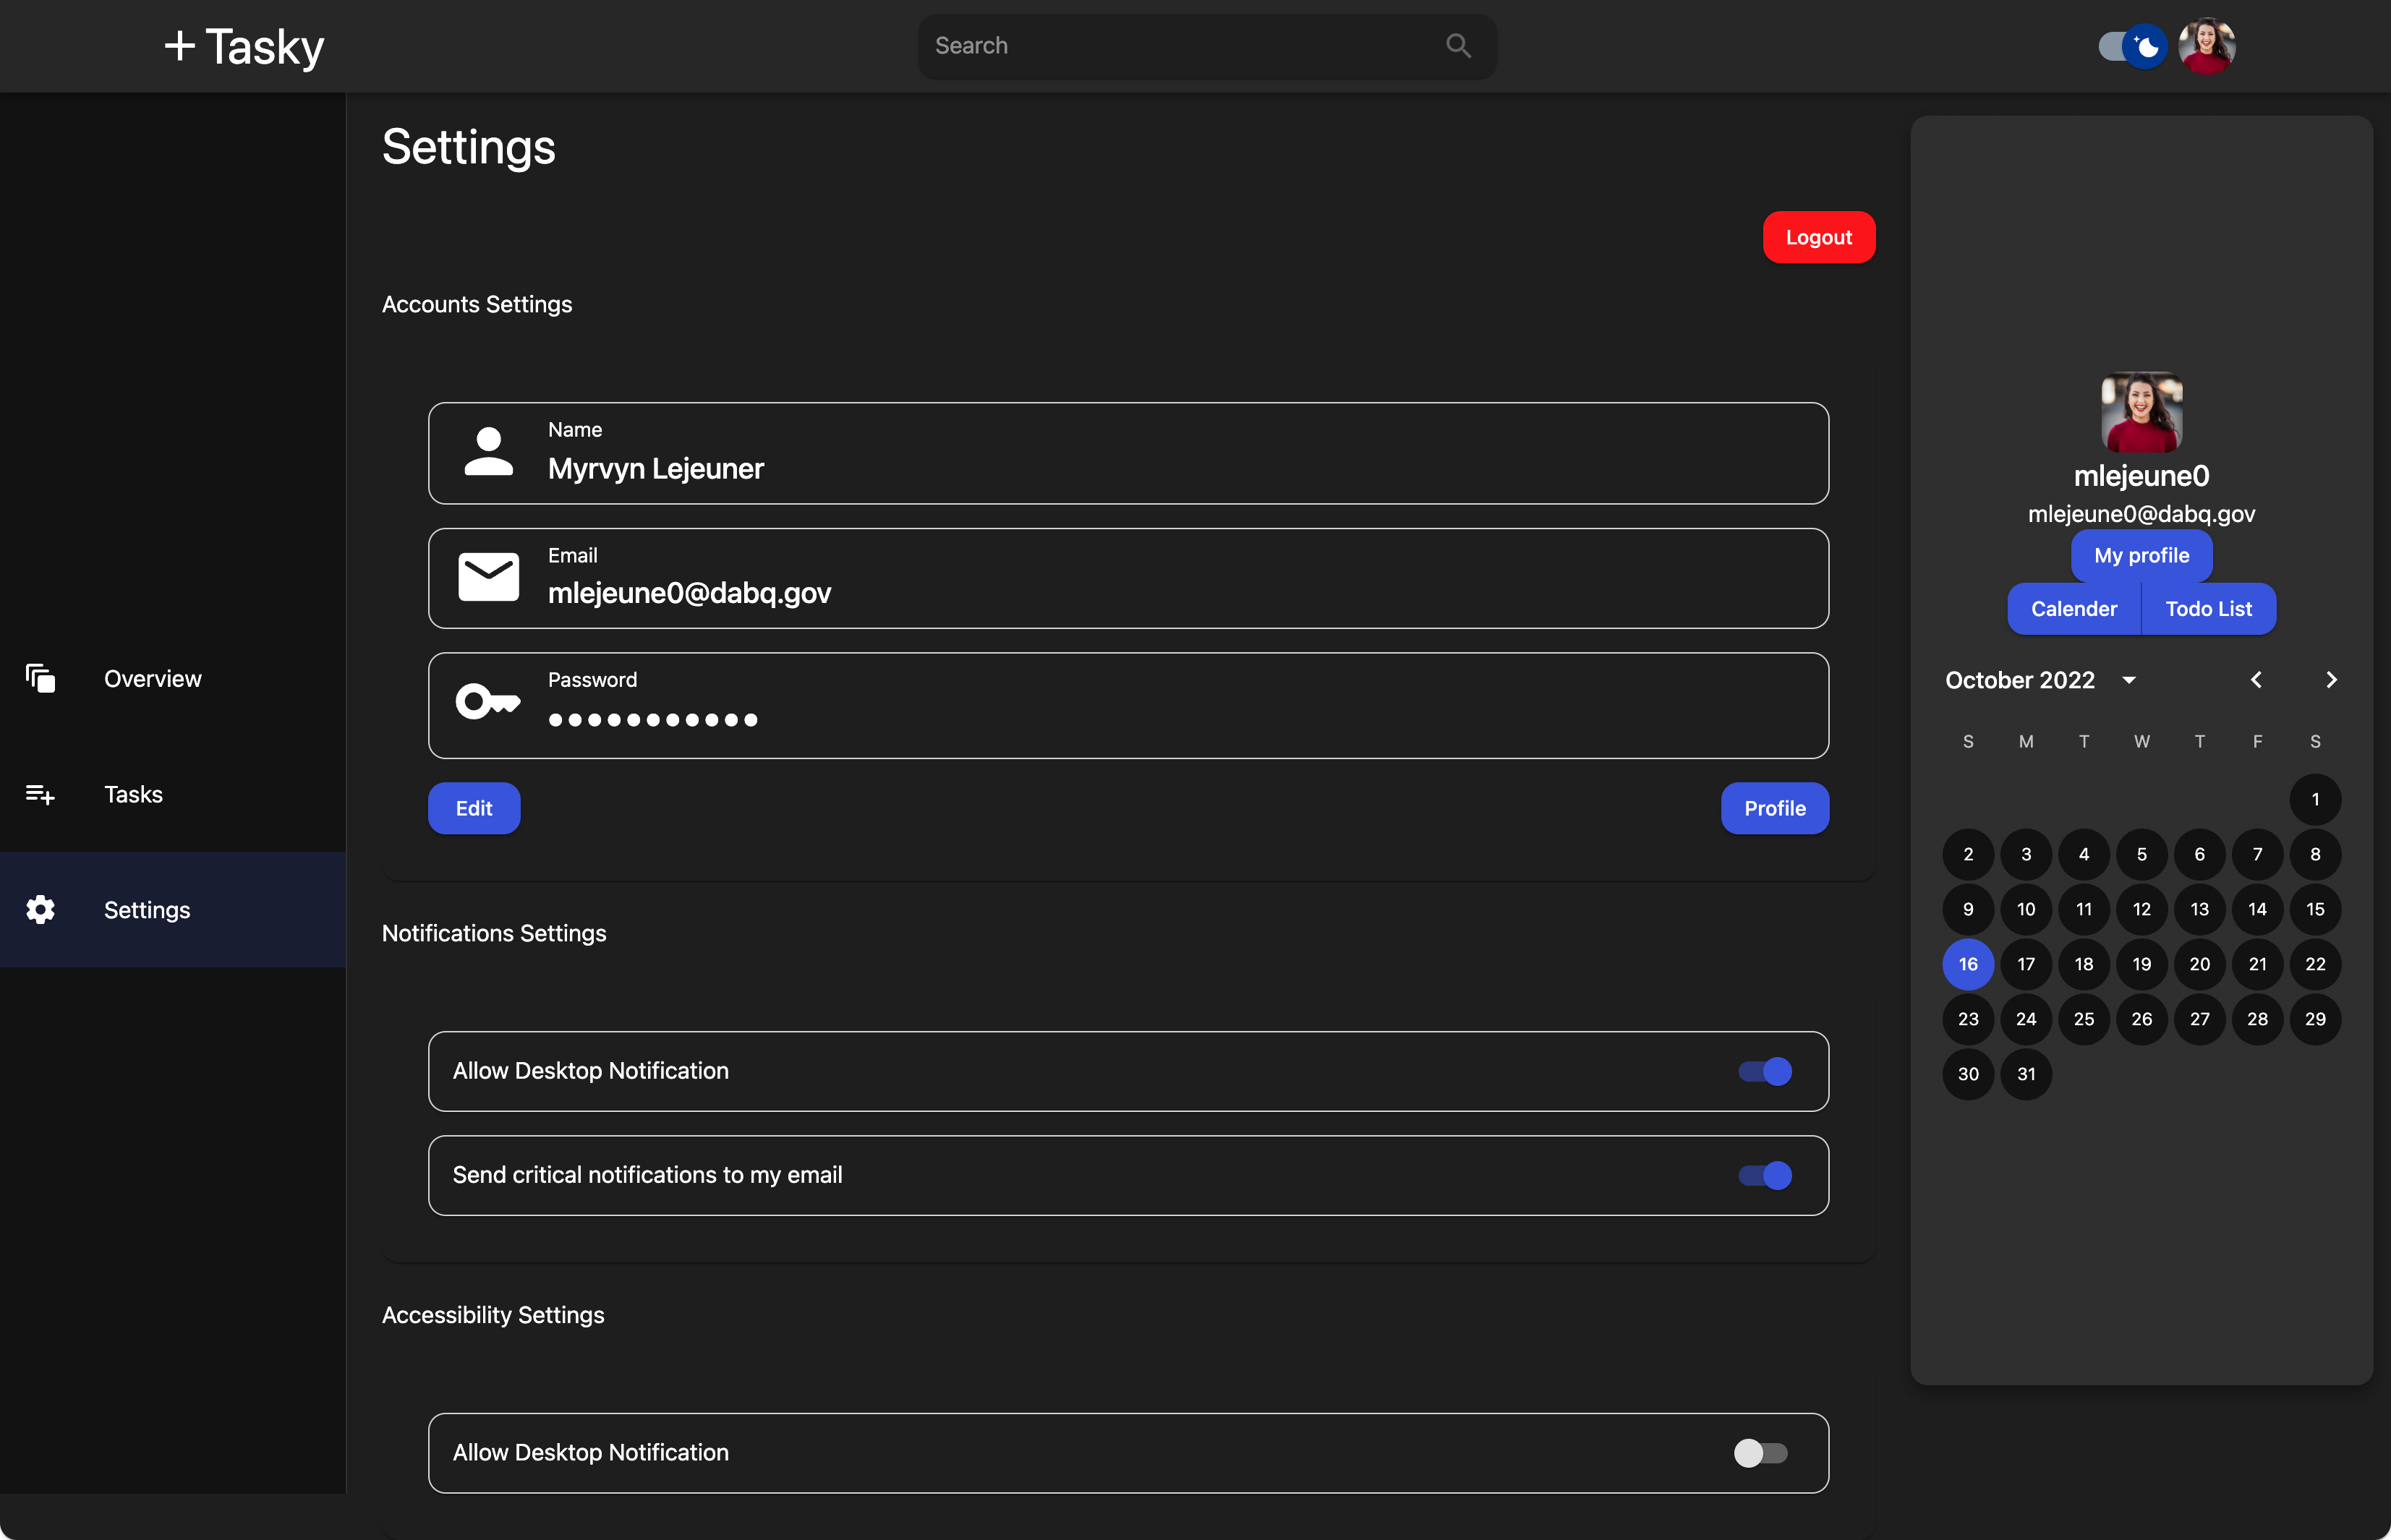 + Tasky
Search
Settings
Logout
Accounts Settings
Name
Myrvyn Lejeuner
Email
mlejeune0@dabq.gov
Password
•••••••••••
Edit
Profile
Notifications Settings
Allow Desktop Notification
Send critical notifications to my email
Accessibility Settings
Allow Desktop Notification
Overview
Tasks
Settings
mlejeune0
mlejeune0@dabq.gov
My profile
Calender Todo List
October 2022
S M T W T F S
1
2 3 4 5 6 7 8
9 10 11 12 13 14 15
16 17 18 19 20 21 22
23 24 25 26 27 28 29
30 31